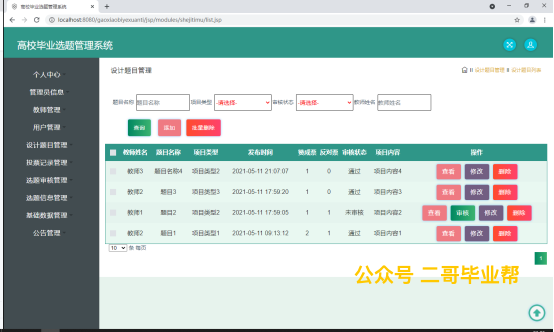 高校毕业选题管理系统
localhost:8080/gaoxiaobiyexuanti/jsp/modules/shejitimu/list.jsp
高校毕业选题管理系统
个人中心
管理员信息
教师管理
用户管理
设计题目管理
投票记录管理
选题审核管理
选题信息管理
基础数据管理
公告管理
设计题目管理
设计题目管理 设计题目列表
题目名称 题目名称 项目类型 -请选择- 审核状态 -请选择- 教师姓名 教师姓名
查询 添加 批量删除
教师姓名 题目名称 项目类型 发布时间 赞成票 反对票 审核状态 项目内容 操作
教师3 题目名称4 项目类型2 2021-05-11 21:07:07 1 0 通过 项目内容4 查看 修改 删除
教师2 题目3 项目类型3 2021-05-11 17:59:20 1 0 通过 项目内容3 查看 修改 删除
教师1 题目2 项目类型1 2021-05-11 17:59:05 1 1 未审核 项目内容2 查看 审核 修改 删除
教师2 题目1 项目类型1 2021-05-11 09:13:12 2 1 通过 项目内容1 查看 修改 删除
10 条 每页
1
公众号 二哥毕业帮